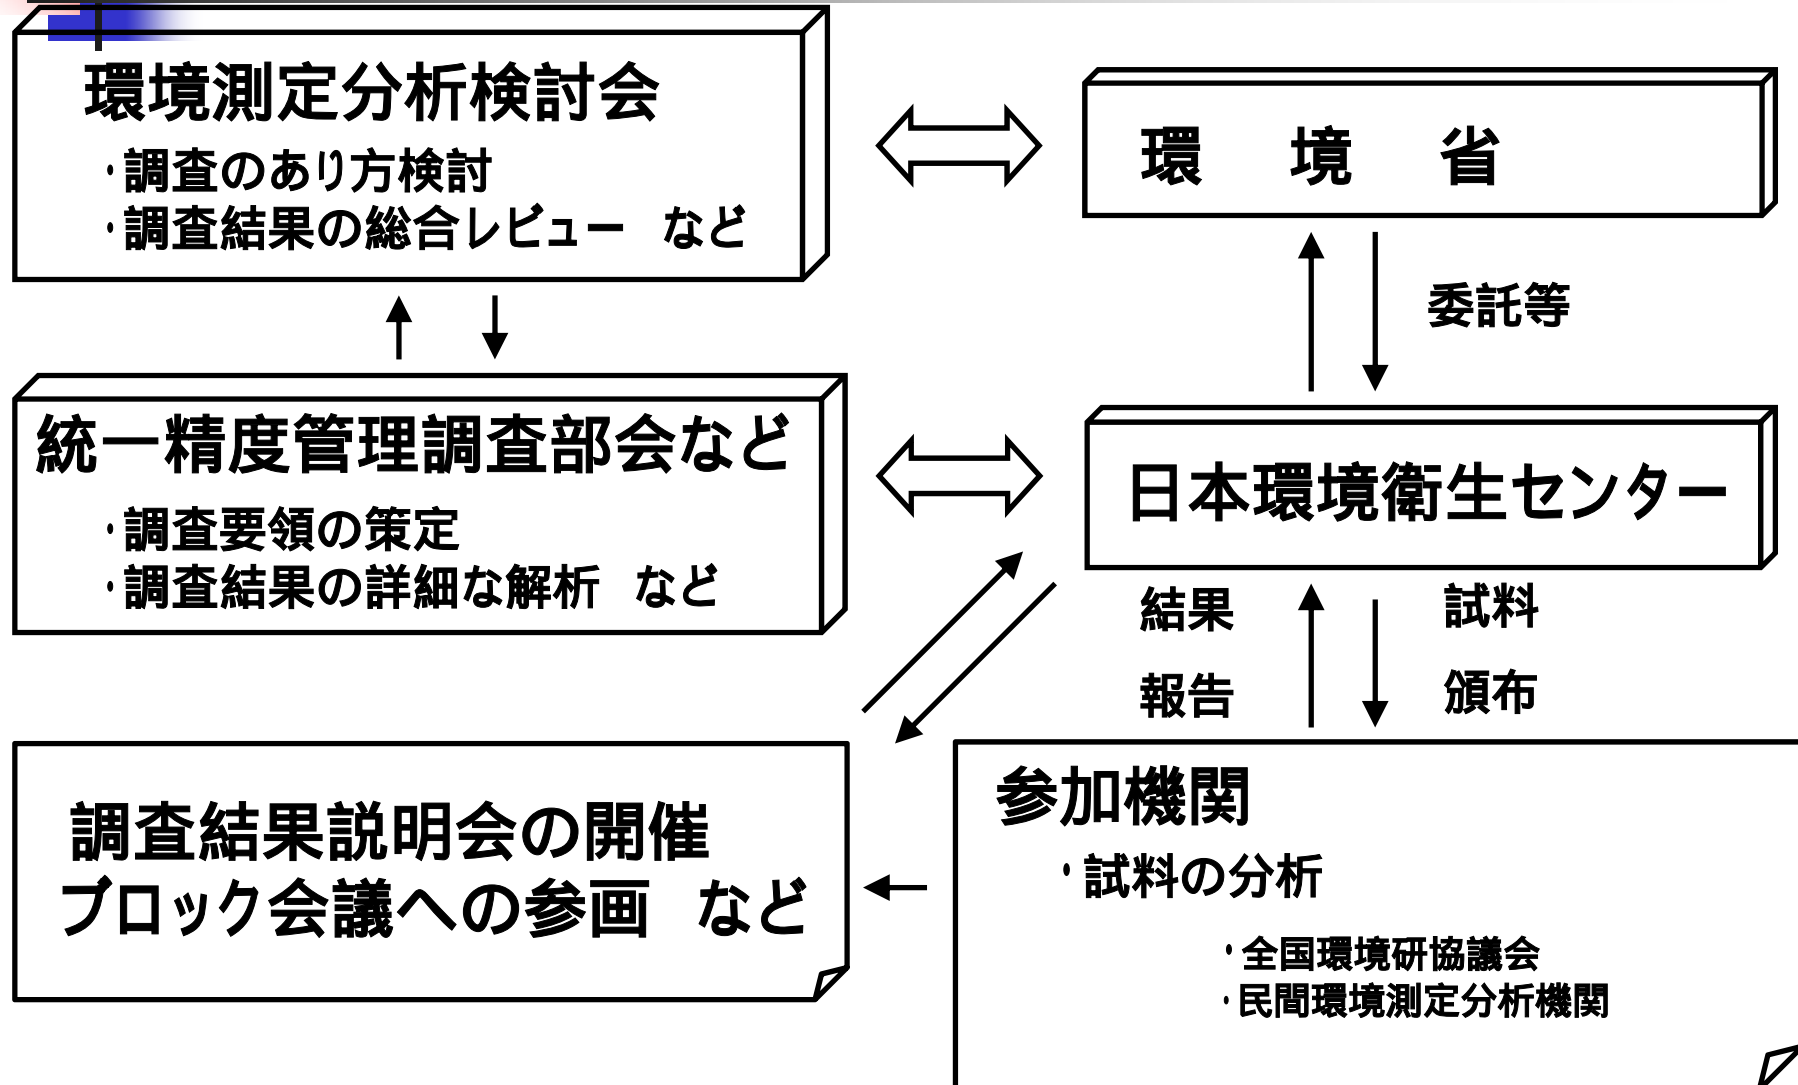 環境測定分析検討会
・調査のあり方検討
・調査結果の総合レビュー など
環 境 省
委託等
統一精度管理調査部会など
・調査要領の策定
・調査結果の詳細な解析 など
日本環境衛生センター
結果
報告
試料
頒布
調査結果説明会の開催
ブロック会議への参画 など
参加機関
・試料の分析
・全国環境研協議会
・民間環境測定分析機関